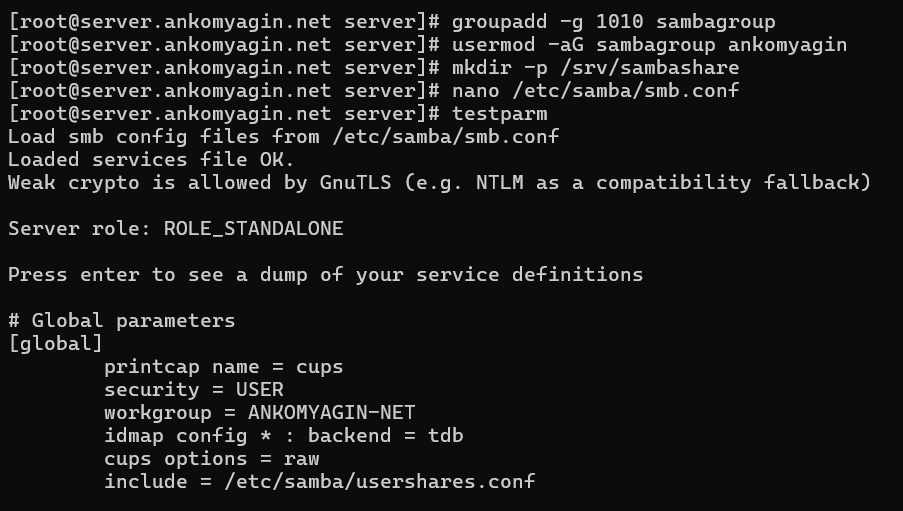 [root@server.ankomyagin.net server]# groupadd -g 1010 sambagroup
[root@server.ankomyagin.net server]# usermod -aG sambagroup ankomyagin
[root@server.ankomyagin.net server]# mkdir -p /srv/sambashare
[root@server.ankomyagin.net server]# nano /etc/samba/smb.conf
[root@server.ankomyagin.net server]# testparm
Load smb config files from /etc/samba/smb.conf
Loaded services file OK.
Weak crypto is allowed by GnuTLS (e.g. NTLM as a compatibility fallback)
Server role: ROLE_STANDALONE
Press enter to see a dump of your service definitions
# Global parameters
[global]
printcap name = cups
security = USER
workgroup = ANKOMYAGIN-NET
idmap config * : backend = tdb
cups options = raw
include = /etc/samba/usershares.conf